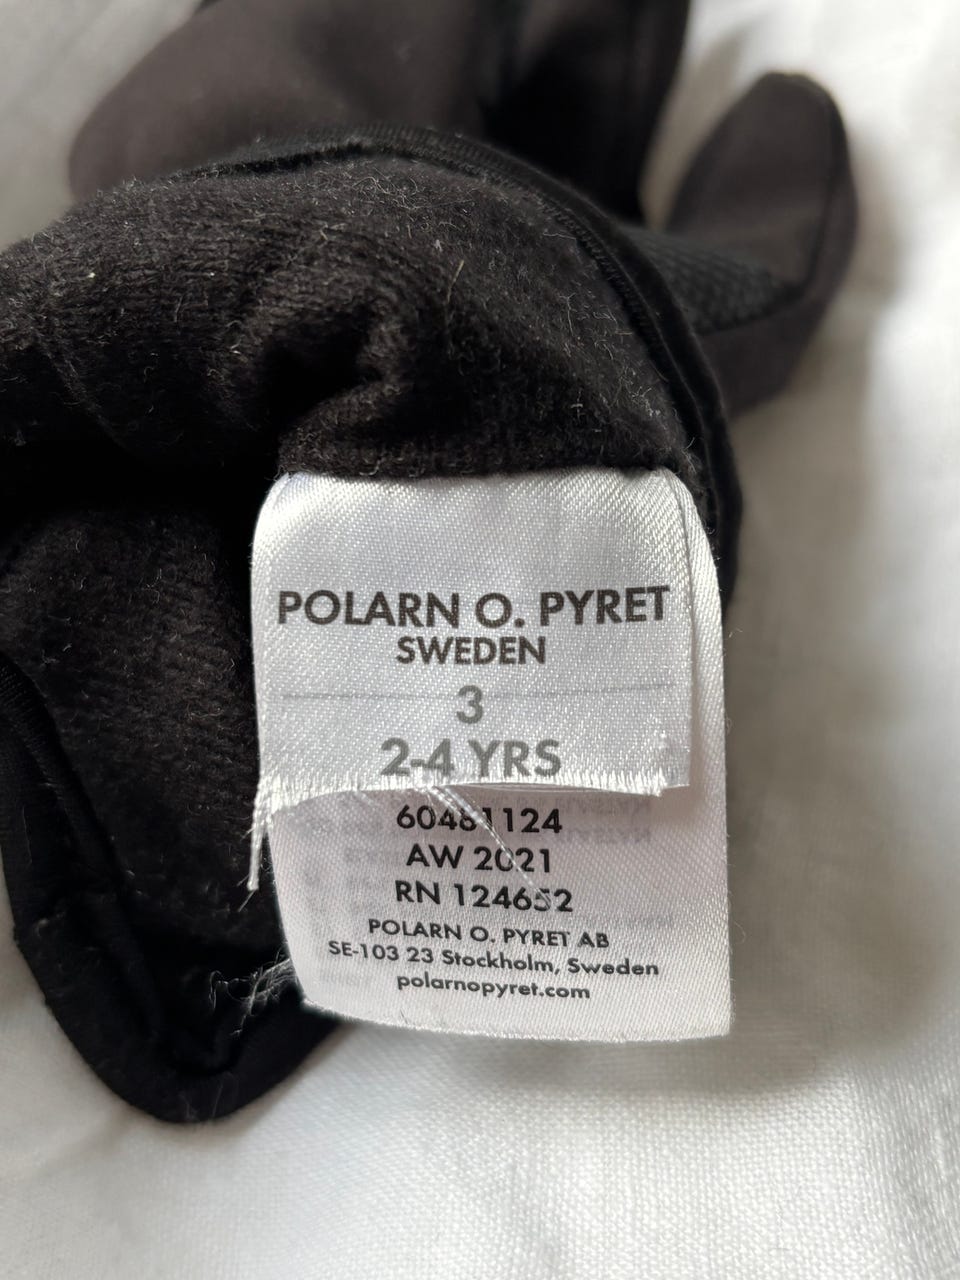 POLARN O. PYRET
SWEDEN
3
2-4 YRS
60481124
AW 2021
RN 124652
POLARN O. PYRET AB
SE-103 23 Stockholm, Sweden
polarnopyret.com